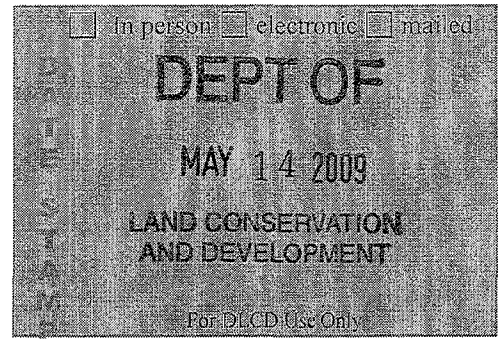 In person electronic mailed
DEPT OF
MAY 14 2009
LAND CONSERVATION
AND DEVELOPMENT
For DLCD Use Only